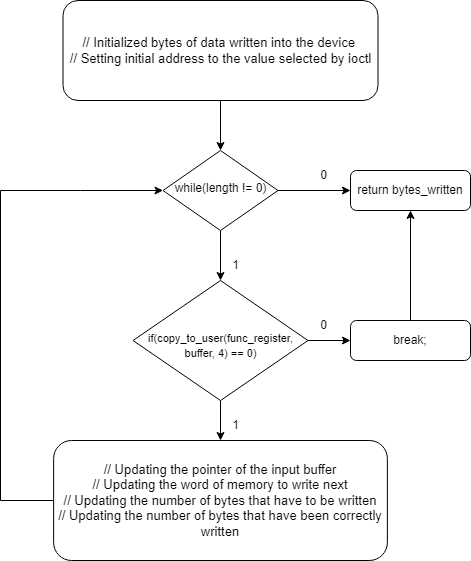 // Initialized bytes of data written into the device
// Setting initial address to the value selected by ioctl
while(length != 0)
0
return bytes_written
1
if(copy_to_user(func_register,
buffer, 4) == 0)
0
break;
1
// Updating the pointer of the input buffer
// Updating the word of memory to write next
// Updating the number of bytes that have to be written
// Updating the number of bytes that have been correctly
written